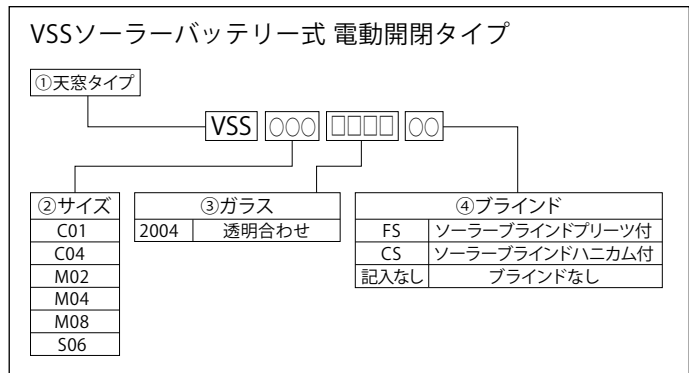 VSSソーラーバッテリー式 電動開閉タイプ
①天窓タイプ
VSS ○○○ □□□□ ○○
②サイズ
C01
C04
M02
M04
M08
S06
③ガラス
2004 透明合わせ
④ブラインド
FS ソーラーブラインドプリーツ付
CS ソーラーブラインドハニカム付
記入なし ブラインドなし